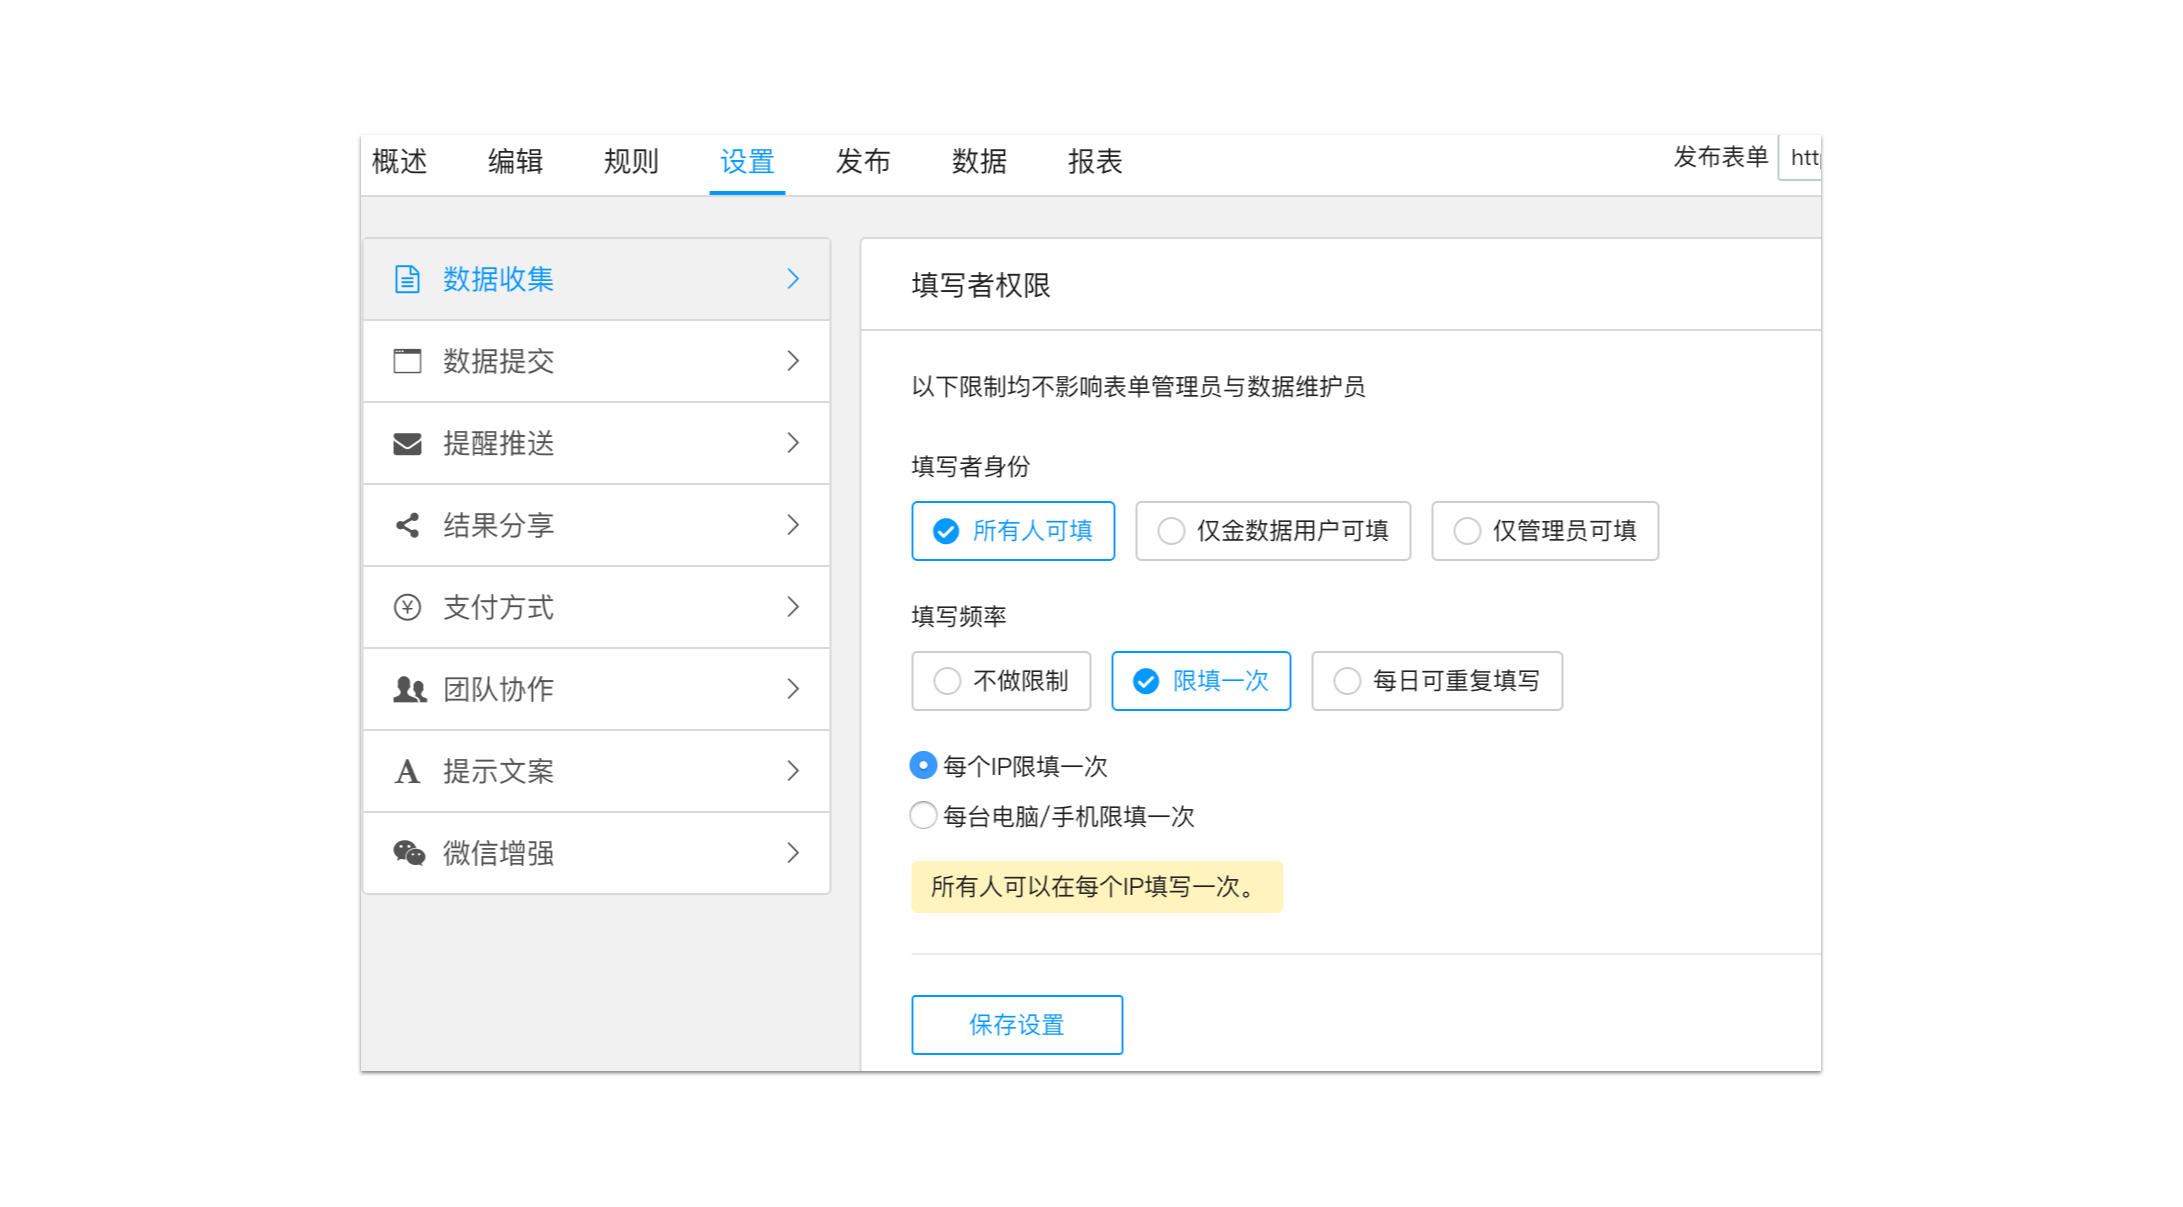 概述 编辑 规则 设置 发布 数据 报表 发布表单 htt
数据收集
数据提交
提醒推送
结果分享
支付方式
团队协作
提示文案
微信增强
填写者权限
以下限制均不影响表单管理员与数据维护员
填写者身份
所有人可填 仅金数据用户可填 仅管理员可填
填写频率
不做限制 限填一次 每日可重复填写
每个IP限填一次
每台电脑/手机限填一次
所有人可以在每个IP填写一次。
保存设置